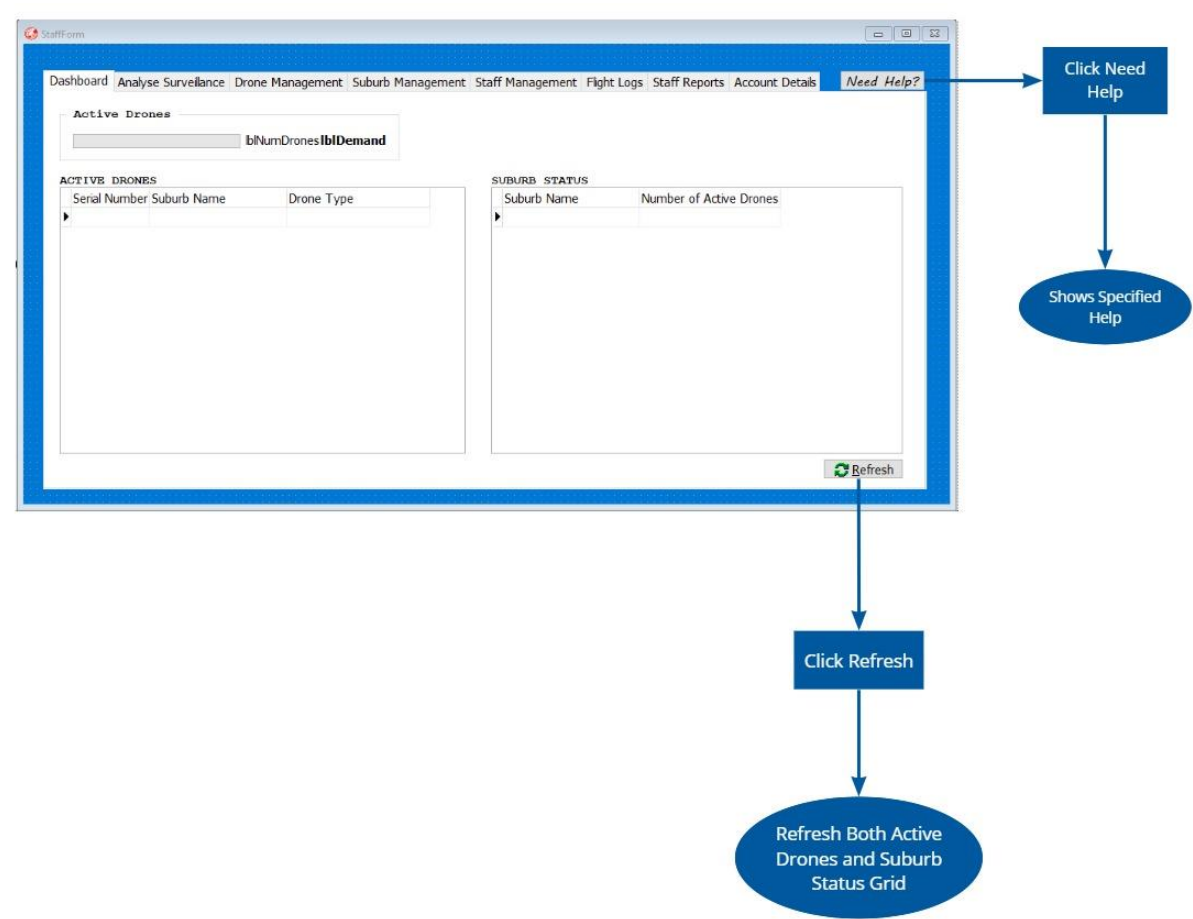 StaffForm
Dashboard Analyse Surveillance Drone Management Suburb Management Staff Management Flight Logs Staff Reports Account Details Need Help?
Click Need
Help
Active Drones
lblNumDrones lblDemand
ACTIVE DRONES
Serial Number Suburb Name Drone Type
SUBURB STATUS
Suburb Name Number of Active Drones
Shows Specified
Help
Refresh
Click Refresh
Refresh Both Active
Drones and Suburb
Status Grid